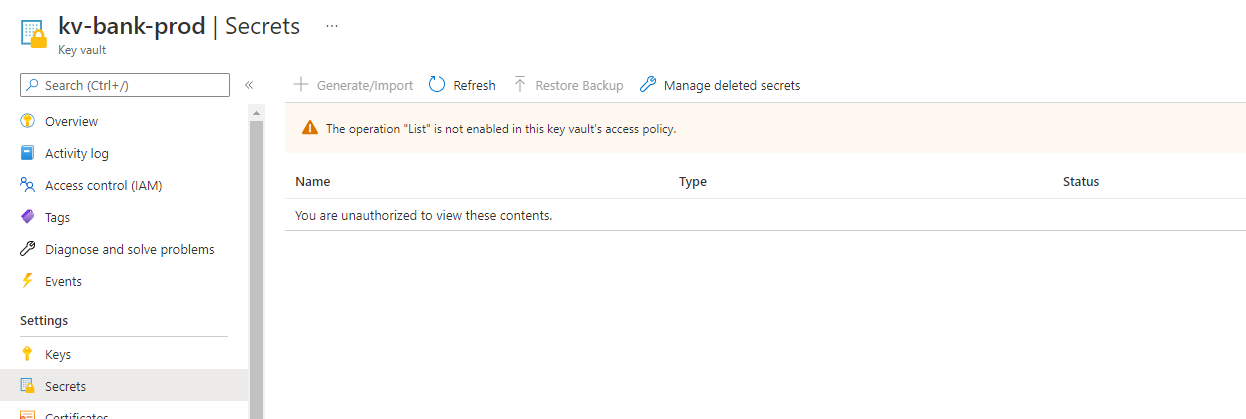 kv-bank-prod | Secrets ...
Key vault
Search (Ctrl+/)
«
Generate/Import Refresh Restore Backup Manage deleted secrets
Overview
Activity log
Access control (IAM)
Tags
Diagnose and solve problems
Events
Settings
Keys
Secrets
Certificates
The operation "List" is not enabled in this key vault's access policy.
Name Type Status
You are unauthorized to view these contents.